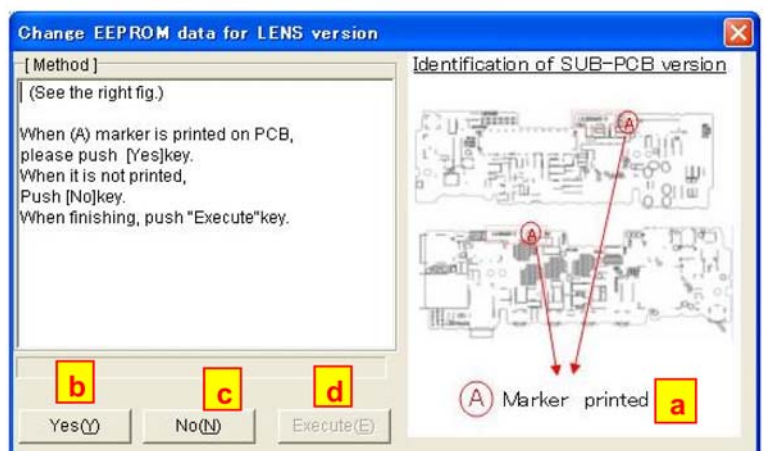 Change EEPROM data for LENS version
[ Method ]
(See the right fig.)
When (A) marker is printed on PCB,
please push [Yes]key.
When it is not printed,
Push [No]key.
When finishing, push "Execute"key.
b
c
d
Yes(Y)
No(N)
Execute(E)
Identification of SUB-PCB version
A
A
A Marker printed a